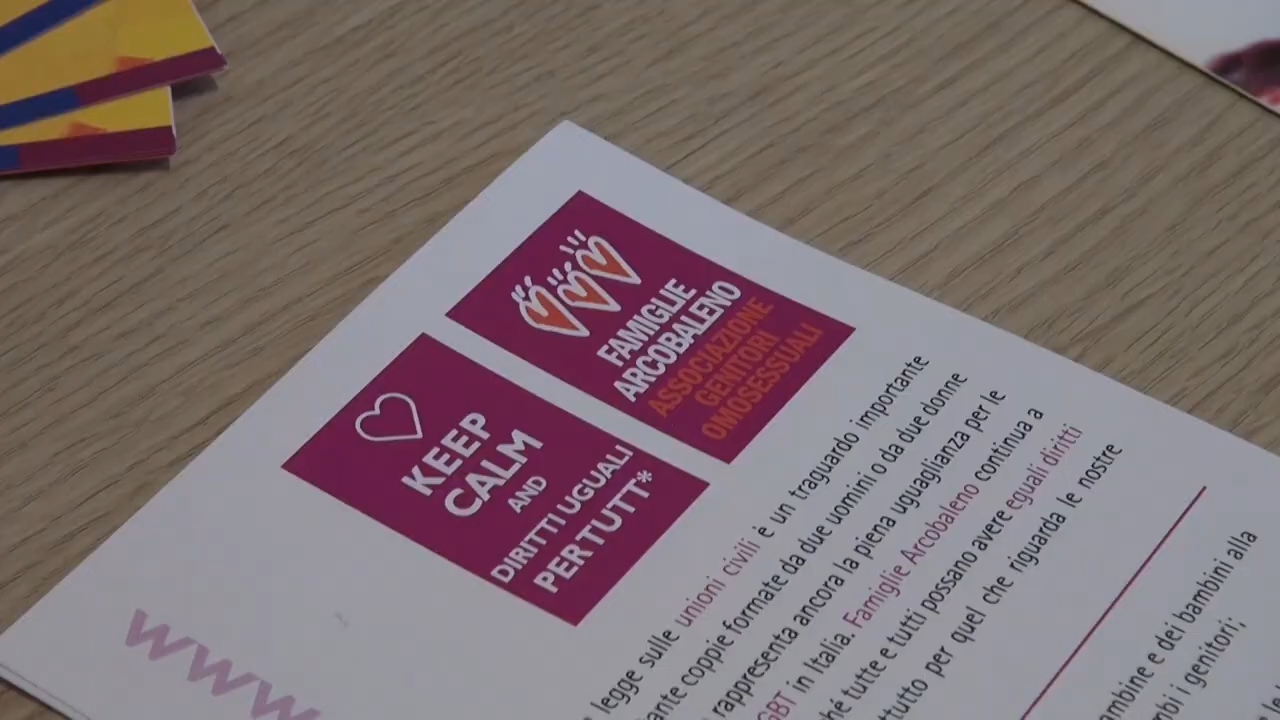 FAMIGLIE
ARCOBALENO
ASSOCIAZIONE
GENITORI
OMOSESSUALI
KEEP
CALM
AND
DIRITTI UGUALI
PER TUTT*
legge sulle unioni civili è un traguardo importante
coppie formate da due uomini o da due donne
rappresenta ancora la piena uguaglianza per le
in Italia. Famiglie Arcobaleno continua a
tutte e tutti possano avere eguali diritti
per quel che riguarda le nostre
e dei bambini alla
i genitori;
www